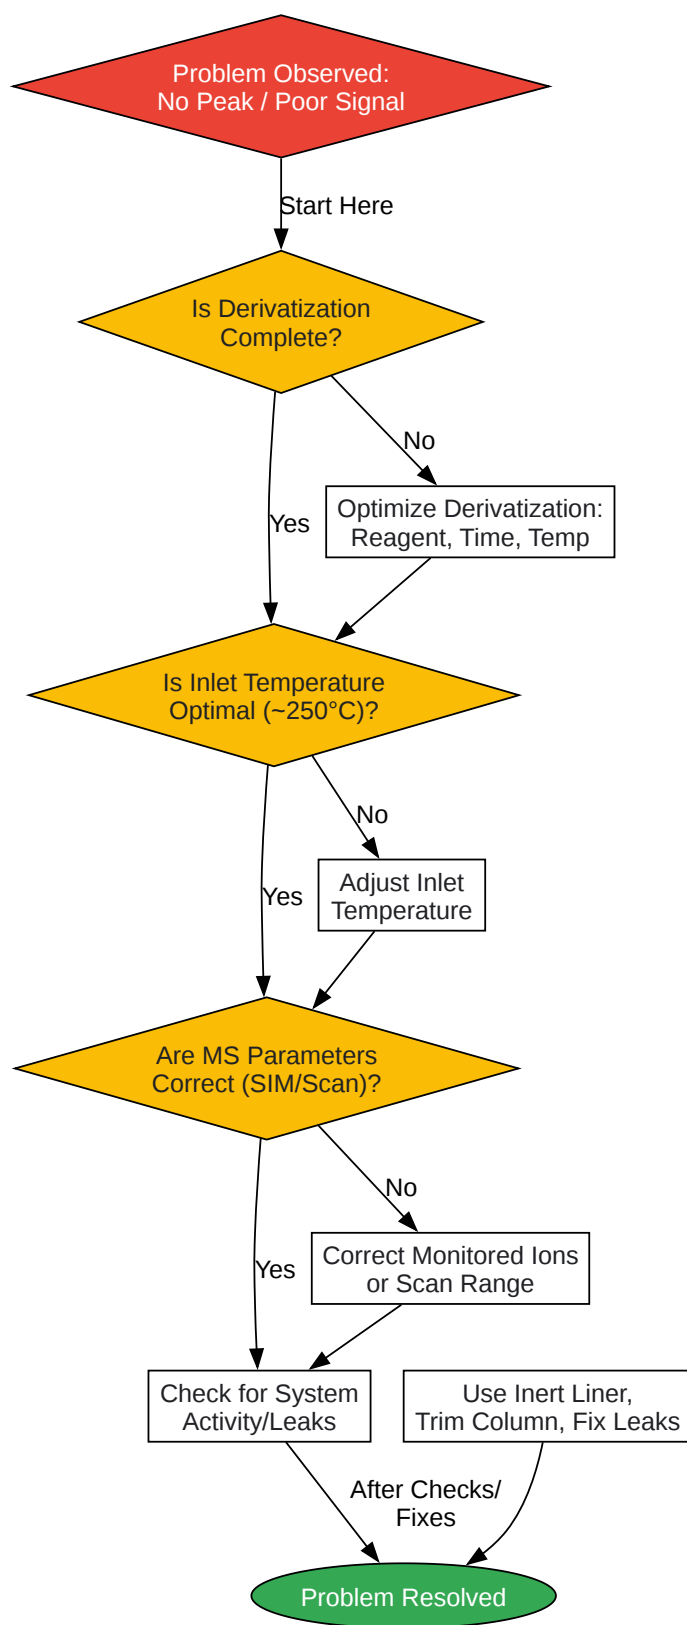 Problem Observed:
No Peak / Poor Signal
Start Here
Is Derivatization
Complete?
No
Yes
Optimize Derivatization:
Reagent, Time, Temp
Is Inlet Temperature
Optimal (~250°C)?
No
Yes
Adjust Inlet
Temperature
Are MS Parameters
Correct (SIM/Scan)?
No
Yes
Correct Monitored Ions
or Scan Range
Check for System
Activity/Leaks
Use Inert Liner,
Trim Column, Fix Leaks
After Checks/
Fixes
Problem Resolved